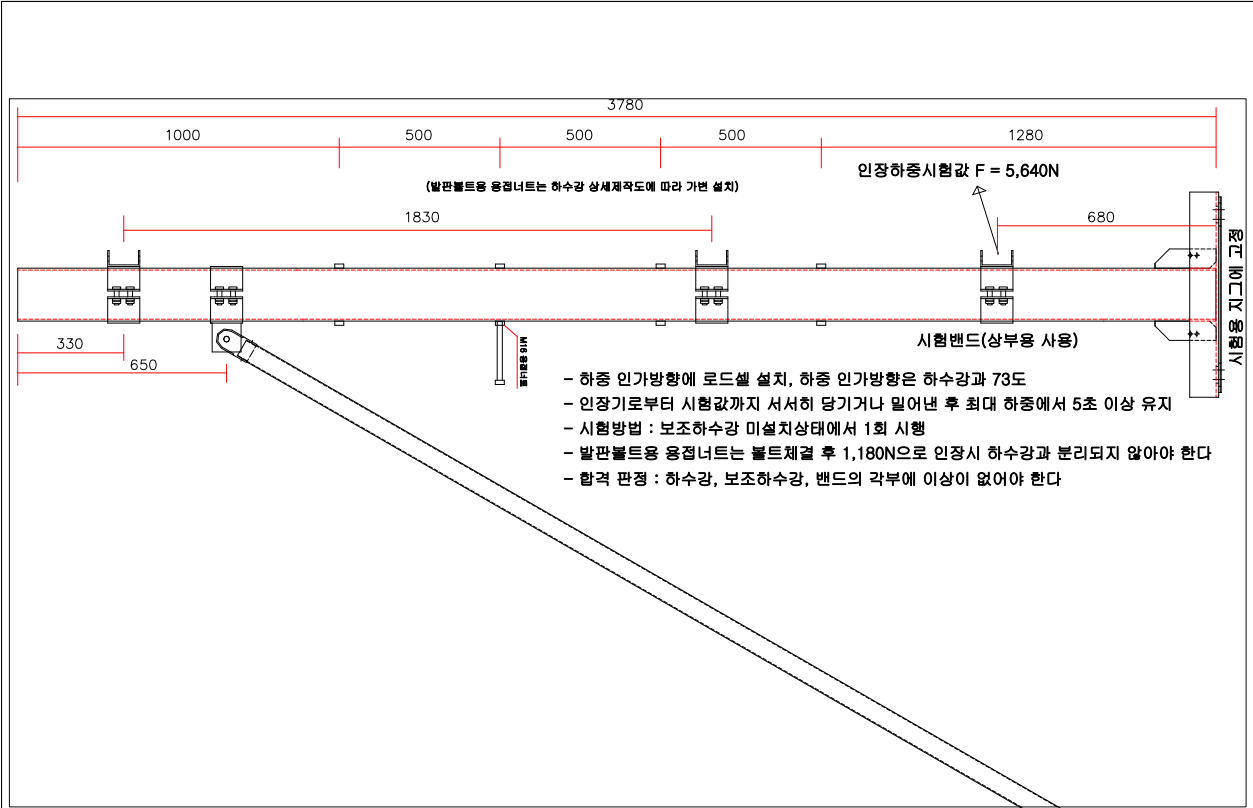 3780
1000 500 500 500 1280
인장하중시험값 F = 5,640N
(발판볼트용 용접너트는 하수강 상세제작도에 따라 가변 설치)
1830 680
시험용 지그에 고정
330
650
M16 용접너트
시험밴드(상부용 사용)
- 하중 인가방향에 로드셀 설치, 하중 인가방향은 하수강과 73도
- 인장기로부터 시험값까지 서서히 당기거나 밀어낸 후 최대 하중에서 5초 이상 유지
- 시험방법 : 보조하수강 미설치상태에서 1회 시행
- 발판볼트용 용접너트는 볼트체결 후 1,180N으로 인장시 하수강과 분리되지 않아야 한다
- 합격 판정 : 하수강, 보조하수강, 밴드의 각부에 이상이 없어야 한다